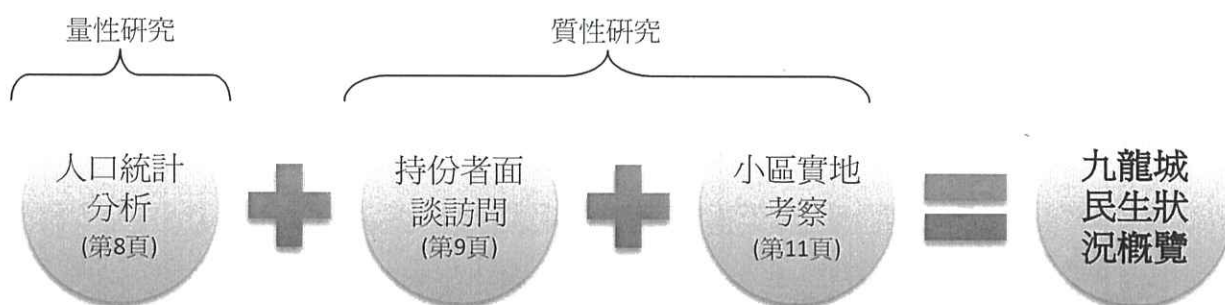 量性研究
質性研究
人口統計
分析
(第8頁)
持份者面
談訪問
(第9頁)
小區實地
考察
(第11頁)
九龍城
民生狀
況概覽